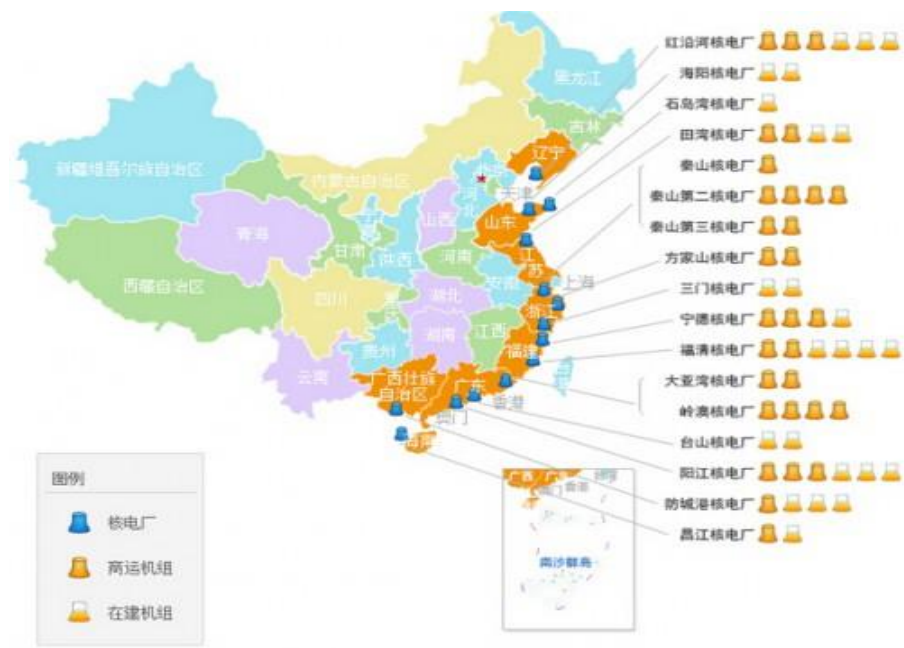 红沿河核电厂
海阳核电厂
石岛湾核电厂
田湾核电厂
秦山核电厂
秦山第二核电厂
秦山第三核电厂
方家山核电厂
三门核电厂
宁德核电厂
福清核电厂
大亚湾核电厂
岭澳核电厂
台山核电厂
阳江核电厂
防城港核电厂
昌江核电厂
黑龙江
吉林
辽宁
内蒙古自治区
新疆维吾尔族自治区
北京
天津
河北
山西
山东
青海
甘肃
陕西
河南
江苏
上海
安徽
西藏自治区
四川
湖北
浙江
湖南
江西
贵州
福建
云南
广西壮族
自治区
广东
香港
澳门
海南
图例
核电厂
商运机组
在建机组
广西
广东
香港
澳门
南沙群岛